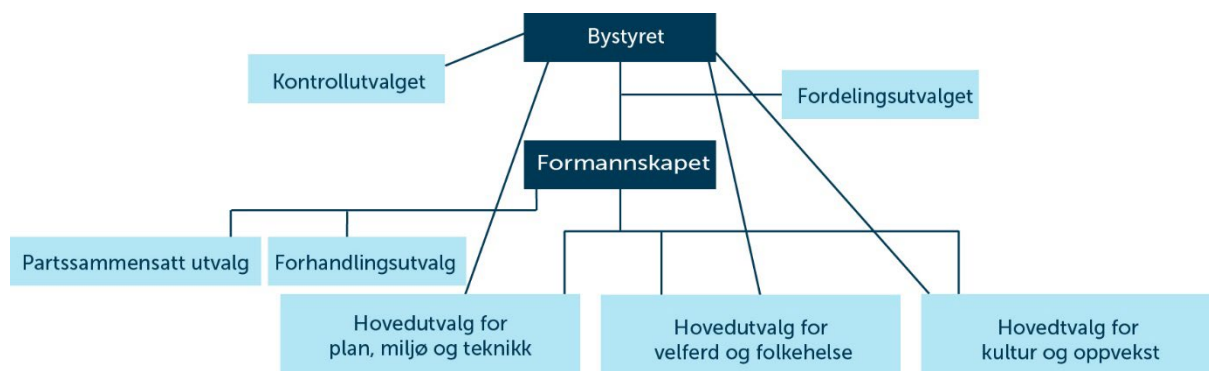 Bystyret
Kontrollutvalget
Fordelingsutvalget
Formannskapet
Partssammensatt utvalg
Forhandlingsutvalg
Hovedutvalg for
plan, miljø og teknikk
Hovedutvalg for
velferd og folkehelse
Hovedtvalg for
kultur og oppvekst